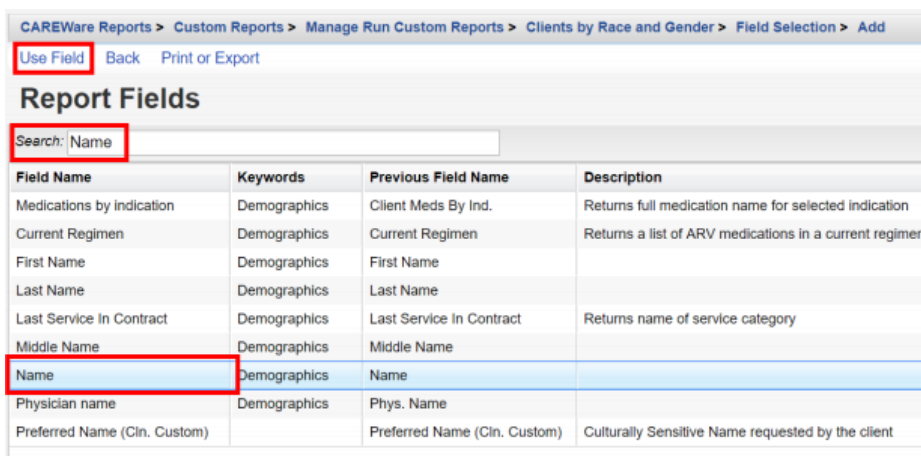 CAREWare Reports > Custom Reports > Manage Run Custom Reports > Clients by Race and Gender > Field Selection > Add
Use Field Back Print or Export
Report Fields
Search: Name
Field Name Keywords Previous Field Name Description
Medications by indication Demographics Client Meds By Ind. Returns full medication name for selected indication
Current Regimen Demographics Current Regimen Returns a list of ARV medications in a current regimen
First Name Demographics First Name
Last Name Demographics Last Name
Last Service In Contract Demographics Last Service In Contract Returns name of service category
Middle Name Demographics Middle Name
Name Demographics Name
Physician name Demographics Phys. Name
Preferred Name (Cln. Custom) Preferred Name (Cln. Custom) Culturally Sensitive Name requested by the client